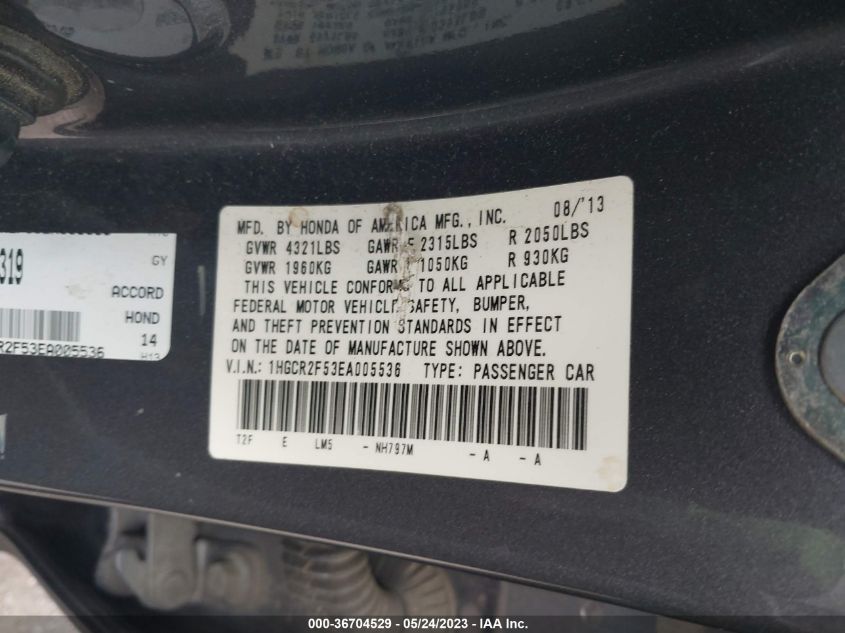 319
GY
ACCORD
HOND
14
R2F53EA005536
H13
MFD. BY HONDA OF AMERICA MFG., INC. 08/'13
GVWR 4321LBS GAWR F 2315LBS R 2050LBS
GVWR 1960KG GAWR 1050KG R 930KG
THIS VEHICLE CONFORMS TO ALL APPLICABLE
FEDERAL MOTOR VEHICLE SAFETY, BUMPER,
AND THEFT PREVENTION STANDARDS IN EFFECT
ON THE DATE OF MANUFACTURE SHOWN ABOVE.
V.I.N.: 1HGCR2F53EA005536 TYPE: PASSENGER CAR
T2F E LM5 - NH797M - A - A
000-36704529 - 05/24/2023 - IAA Inc.